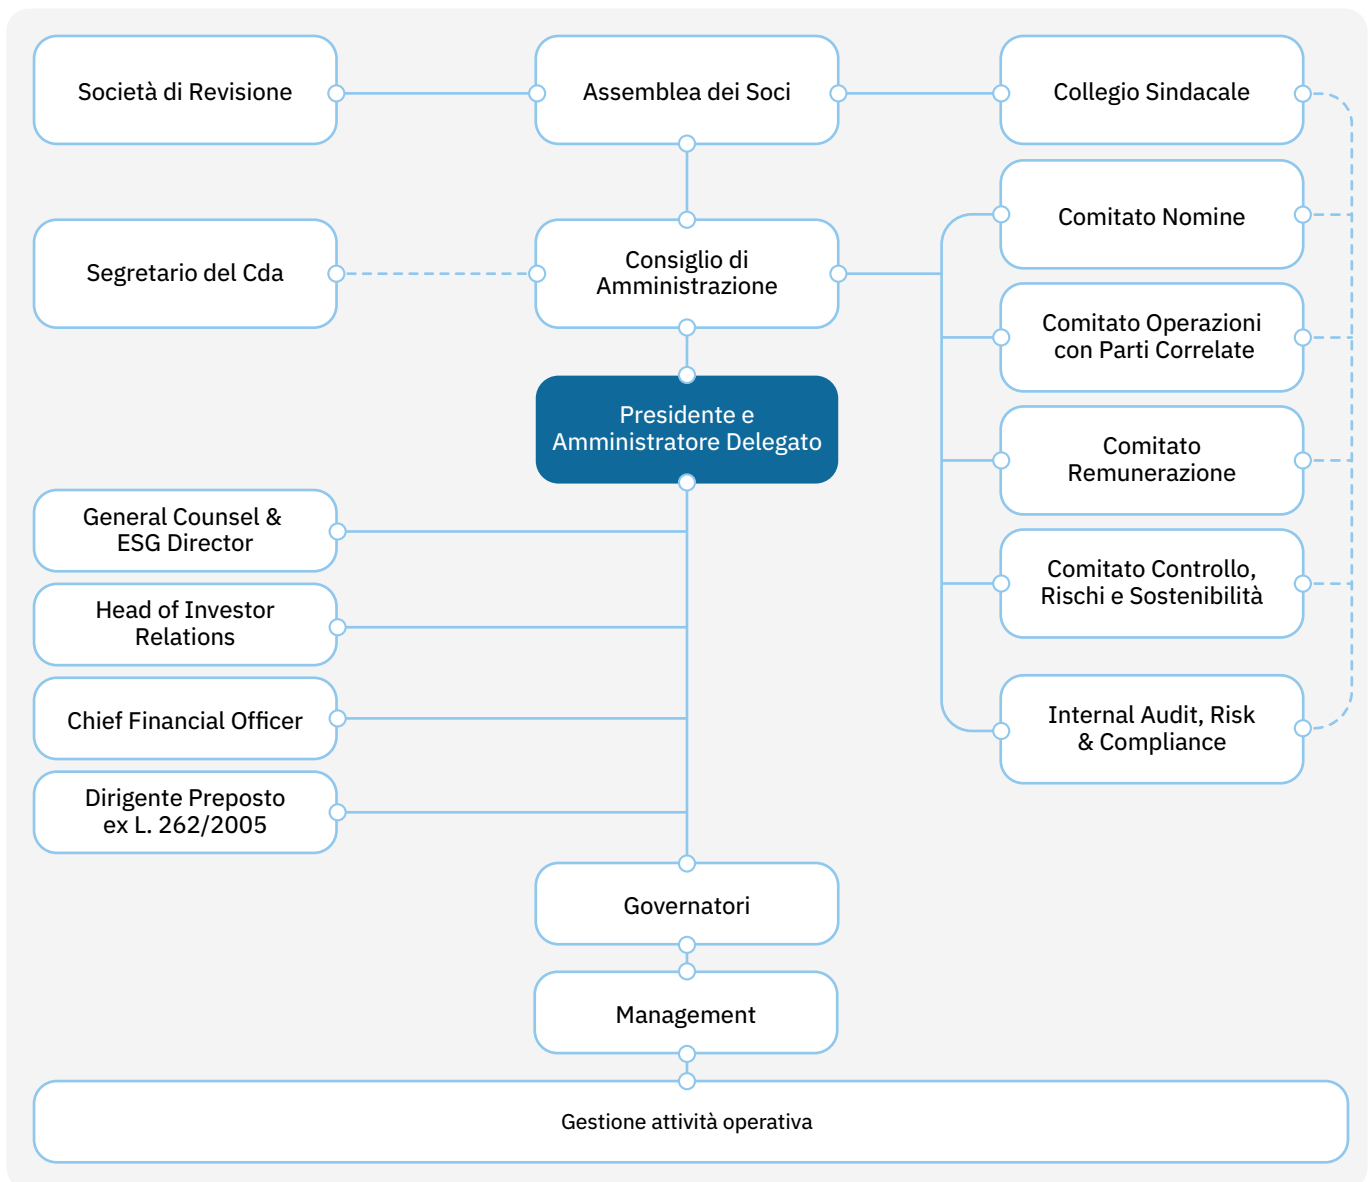 Società di Revisione
Assemblea dei Soci
Collegio Sindacale
Comitato Nomine
Segretario del Cda
Consiglio di
Amministrazione
Comitato Operazioni
con Parti Correlate
Presidente e
Amministratore Delegato
Comitato
Remunerazione
General Counsel &
ESG Director
Comitato Controllo,
Rischi e Sostenibilità
Head of Investor
Relations
Chief Financial Officer
Internal Audit, Risk
& Compliance
Dirigente Preposto
ex L. 262/2005
Governatori
Management
Gestione attività operativa